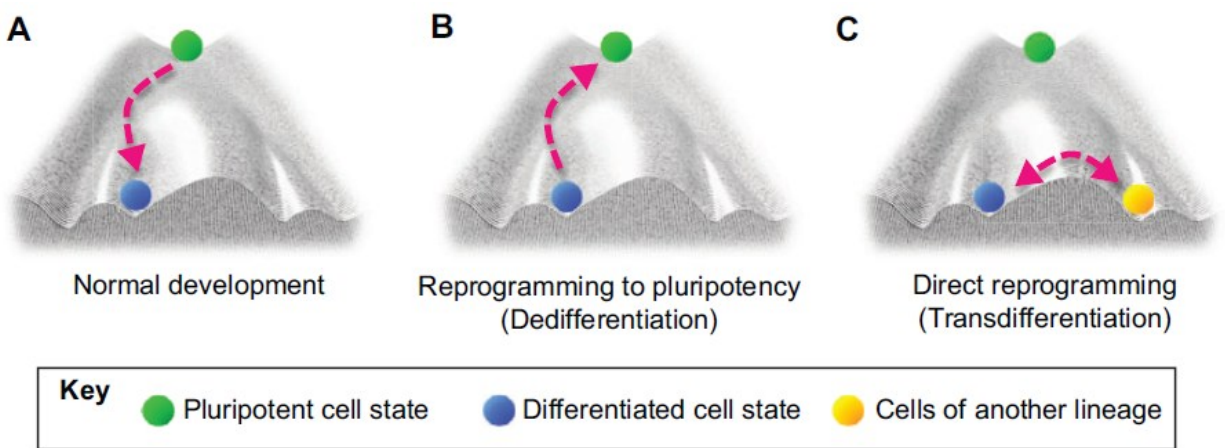 A
B
C
Normal development
Reprogramming to pluripotency
(Dedifferentiation)
Direct reprogramming
(Transdifferentiation)
Key
Pluripotent cell state
Differentiated cell state
Cells of another lineage